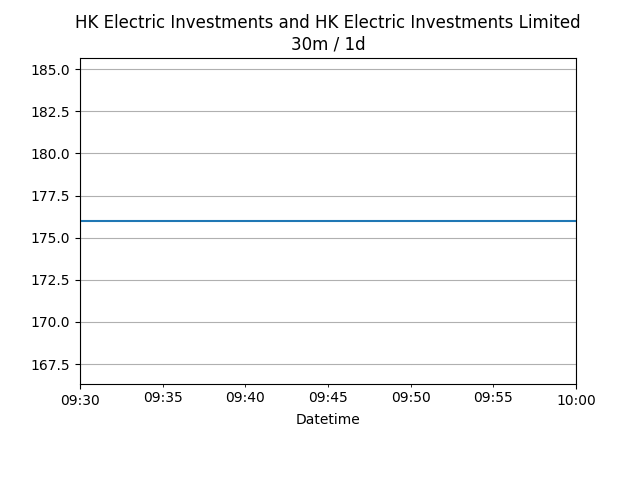 HK Electric Investments and HK Electric Investments Limited
30m / 1d
185.0
182.5
180.0
177.5
175.0
172.5
170.0
167.5
09:30 09:35 09:40 09:45 09:50 09:55 10:00
Datetime